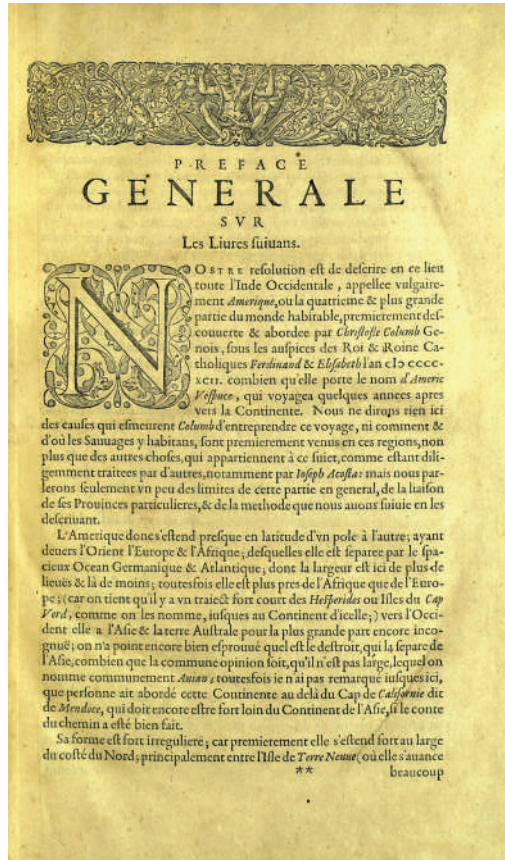 PREFACE
GENERALE
SVR
Les Liures suiuans.
NOSTRE resolution est de descrire en ce lieu
toute l'Inde Occidentale, appellee vulgaire-
ment Amerique, ou la quatriesme & plus grande
partie du monde habitable, premierement des-
couuerte & abordee par Christofle Columb Ge-
nois, sous les auspices des Roi & Roine Ca-
tholiques Ferdinand & Elisabeth l'an cIↄ cccc
xcii. combien qu'elle porte le nom d'Americ
Vespuce, qui voyagea quelques annees apres
vers la Continente. Nous ne dirons rien ici
des causes qui esmeurent Columb d'entreprendre ce voyage, ni comment &
d'où les Sauuages y habitans, sont premierement venus en ces regions, non
plus que des autres choses, qui appartiennent à ce suiet, comme estant dili-
gemment traitees par d'autres, notamment par Ioseph Acosta: mais nous par-
lerons seulement vn peu des limites de cette partie en general, de la liaison
de ses Prouinces particulieres, & de la methode que nous auons suiuie en les
descriuant.
L'Amerique donc s'estend presque en latitude d'vn pole à l'autre; ayant
deuers l'Orient l'Europe & l'Afrique; desquelles elle est separee par le spa-
cieux Ocean Germanique & Atlantique; dont la largeur est ici de plus de
lieuës & là de moins; toutesfois elle est plus pres de l'Afrique que de l'Euro-
pe; (car on tient qu'il y a vn traiect fort court des Hesperides ou Isles du Cap
Verd, comme on les nomme, iusques au Continent d'icelle;) vers l'Occi-
dent elle a l'Asie & la terre Australe pour la plus grande part encore inco-
gnuë; on n'a point encore bien esprouué quel est le destroit, qui la separe de
l'Asie, combien que la commune opinion soit, qu'il n'est pas large, lequel on
nomme communement Anian; toutesfois ie n'ai pas remarqué iusques ici,
que personne ait abordé cette Continente au delà du Cap de Californie dit
de Mendoce, qui doit encore estre fort loin du Continent de l'Asie, si le conte
du chemin a esté bien fait.
Sa forme est fort irreguliere; car premierement elle s'estend fort au large
du costé du Nord; principalement entre l'Isle de Terre Neuue (où elle s'auance
** beaucoup